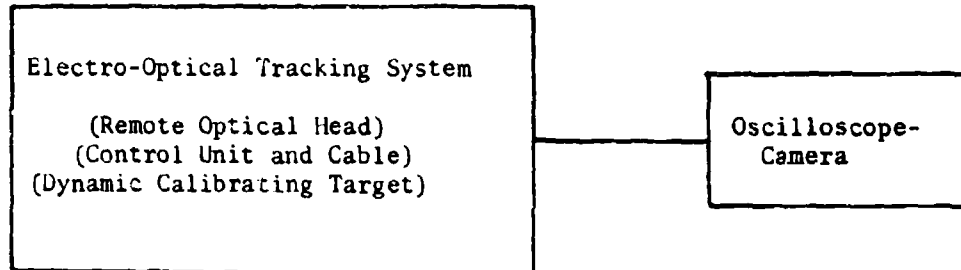 Electro-Optical Tracking System
(Remote Optical Head)
(Control Unit and Cable)
(Dynamic Calibrating Target)
Oscilloscope-
Camera